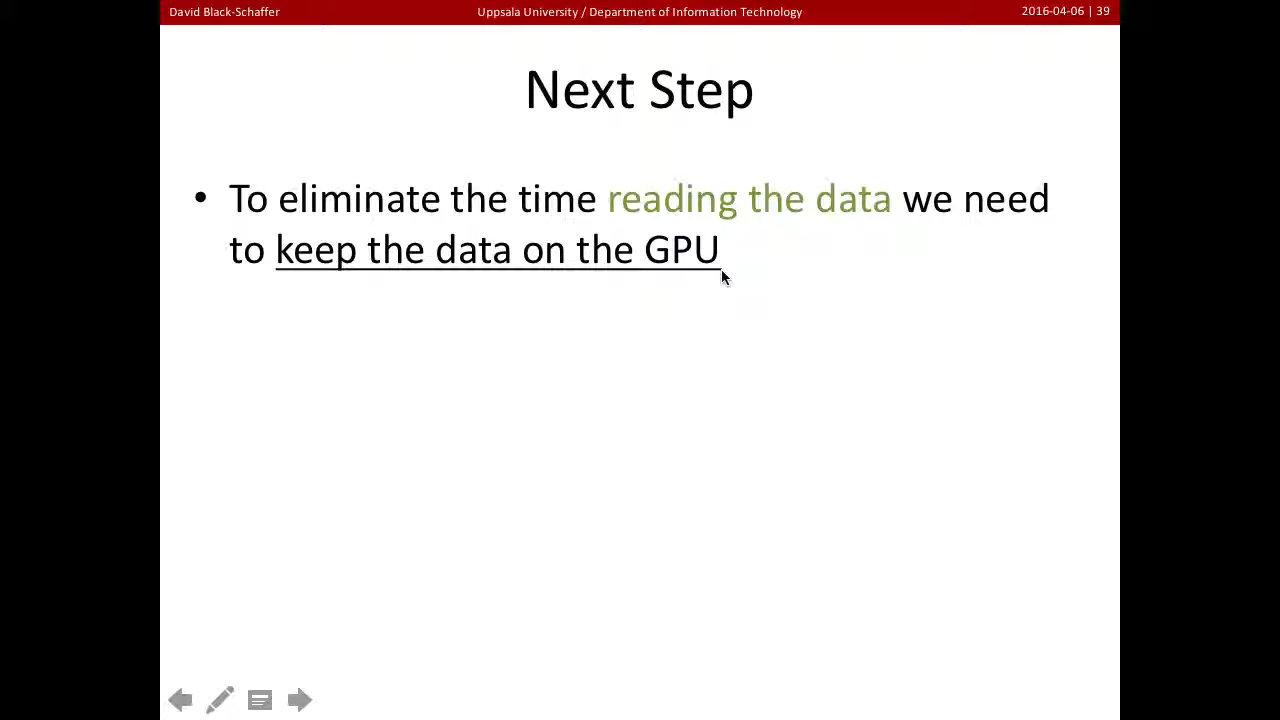 David Black-Schaffer
Uppsala University / Department of Information Technology
2016-04-06 | 39
Next Step
• To eliminate the time reading the data we need
to keep the data on the GPU